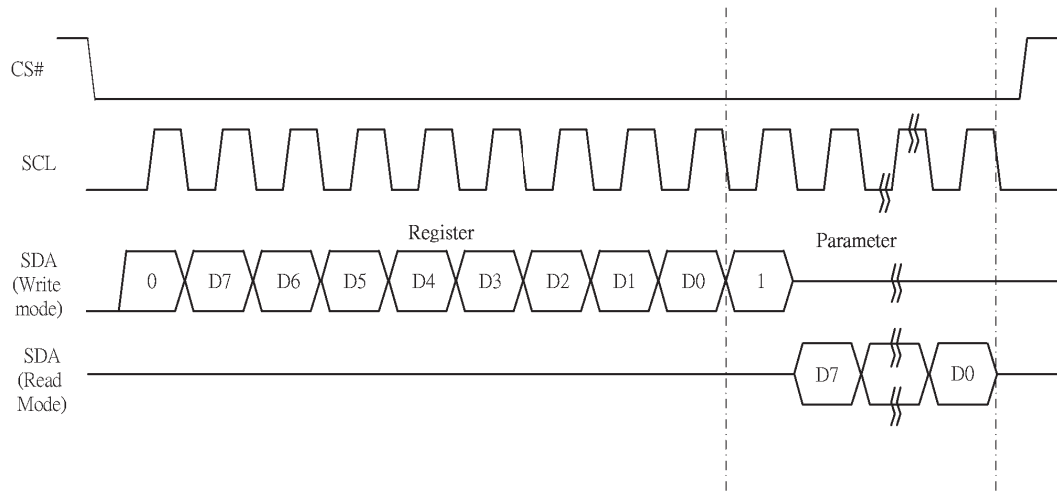 CS#
SCL
Register
Parameter
SDA
(Write
mode)
0 D7 D6 D5 D4 D3 D2 D1 D0 1
SDA
(Read
Mode)
D7 D0